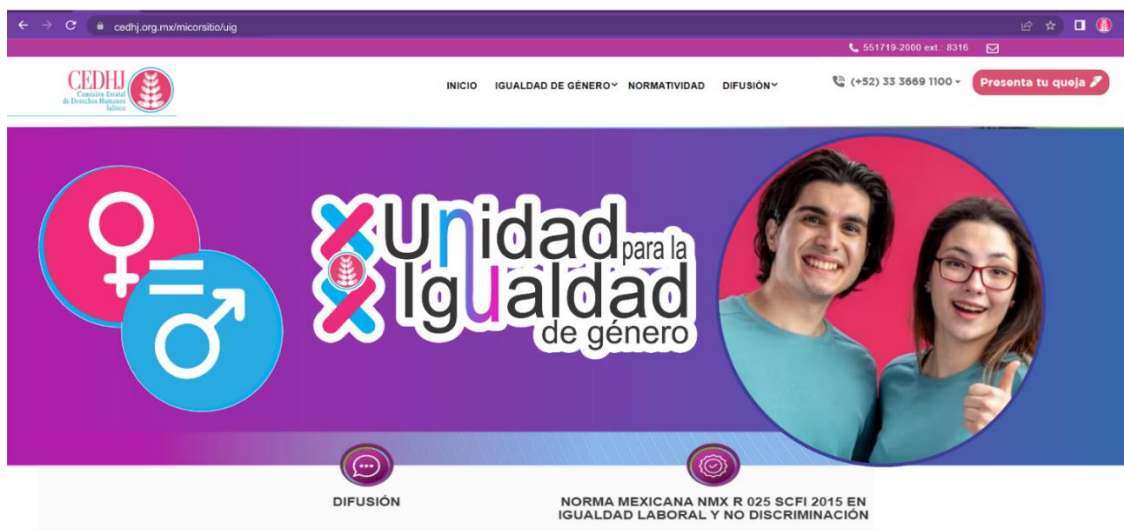 cedhj.org.mx/micorsitio/uig
551719-2000 ext.: 8316
CEDHJ
Comisión Estatal
de Derechos Humanos
Jalisco
INICIO IGUALDAD DE GÉNERO NORMATIVIDAD DIFUSIÓN
(+52) 33 3669 1100
Presenta tu queja
Unidad para la
Igualdad
de género
DIFUSIÓN
NORMA MEXICANA NMX R 025 SCFI 2015 EN
IGUALDAD LABORAL Y NO DISCRIMINACIÓN